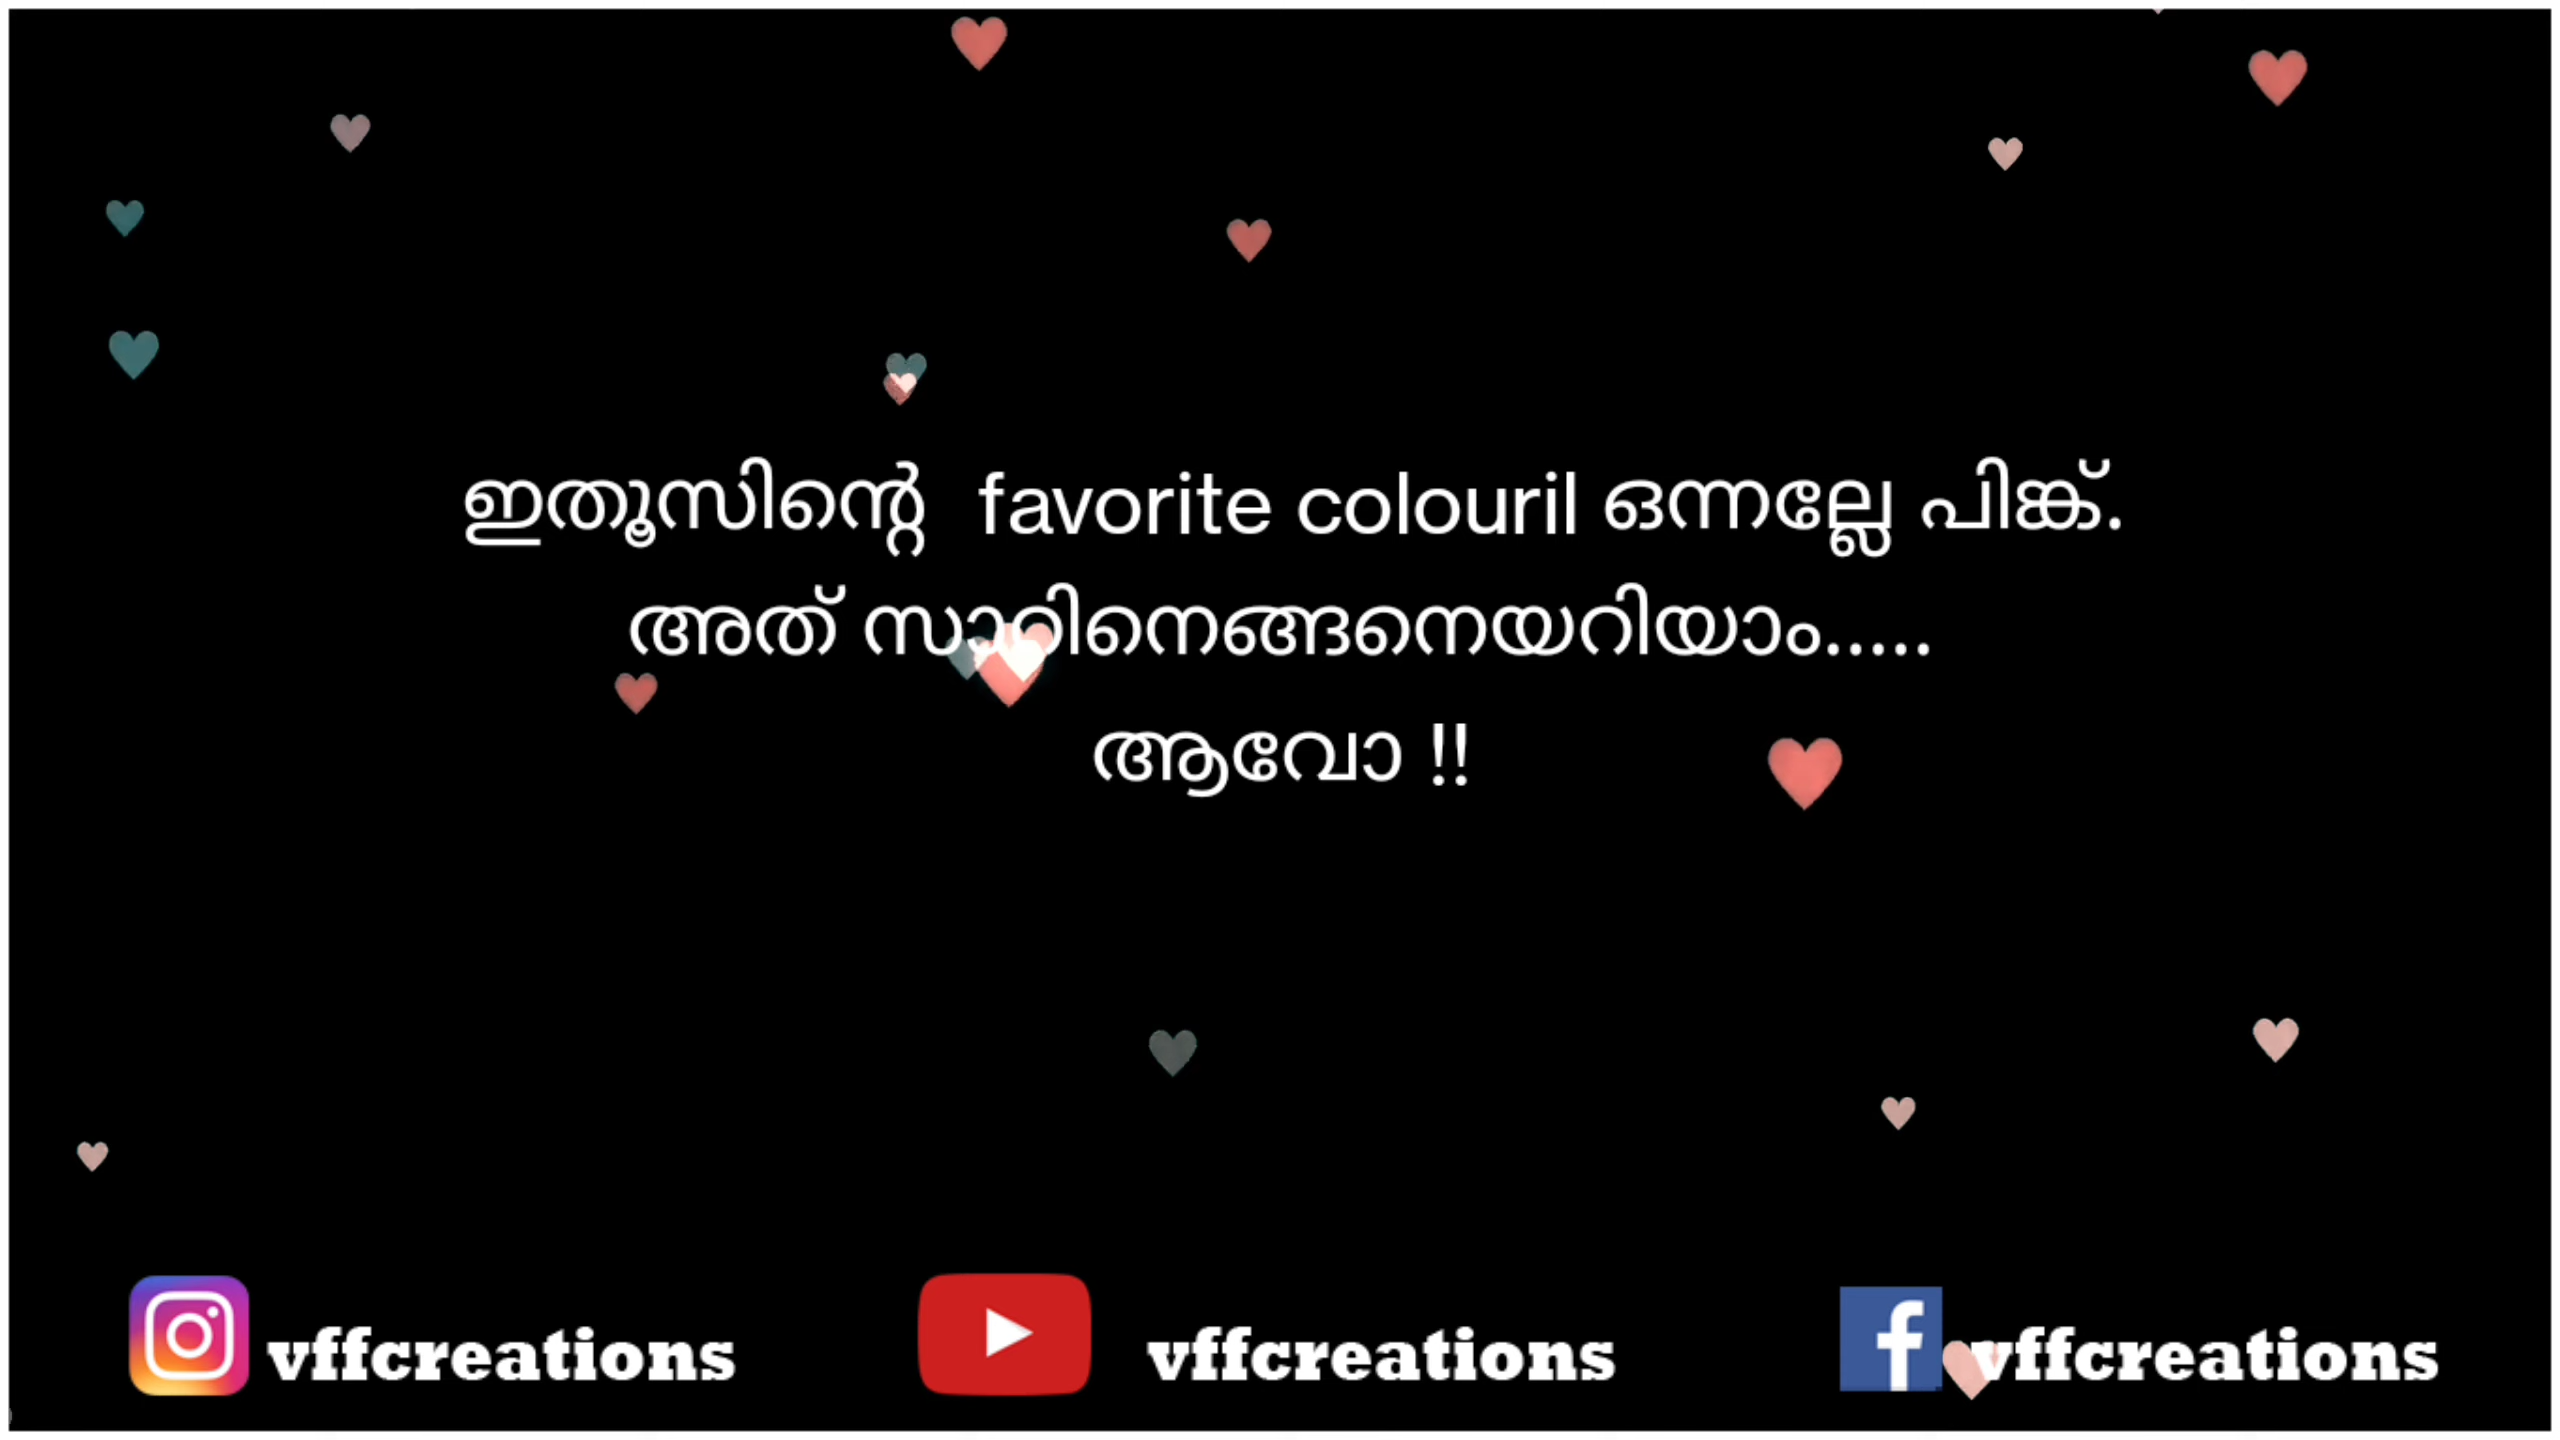 ഇതൂസിന്റെ favorite colouril ഒന്നല്ലേ പിങ്ക്.
അത് സാറിനെങ്ങനെയറിയാം.....
ആവോ !!
vffcreations vffcreations vffcreations